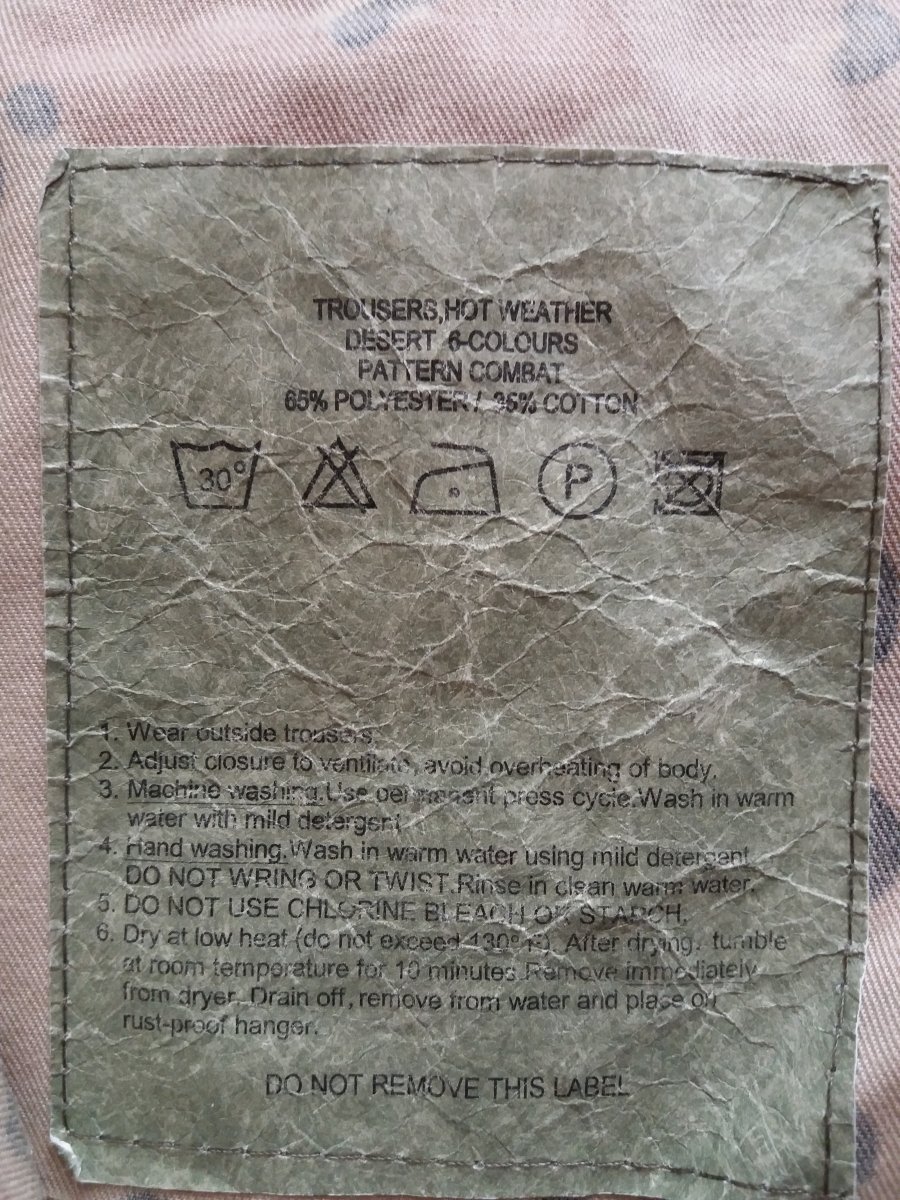 TROUSERS,HOT WEATHER
DESERT 6-COLOURS
PATTERN COMBAT
65% POLYESTER / 35% COTTON
30° P
1. Wear outside trousers.
2. Adjust closure to ventilate, avoid overheating of body.
3. Machine washing.Use permanent press cycle.Wash in warm
water with mild detergent
4. Hand washing.Wash in warm water using mild detergent
DO NOT WRING OR TWIST.Rinse in clean warm water.
5. DO NOT USE CHLORINE BLEACH OR STARCH.
6. Dry at low heat (do not exceed 130° F). After drying, tumble
at room temperature for 10 minutes.Remove immediately
from dryer. Drain off, remove from water and place on
rust-proof hanger.
DO NOT REMOVE THIS LABEL